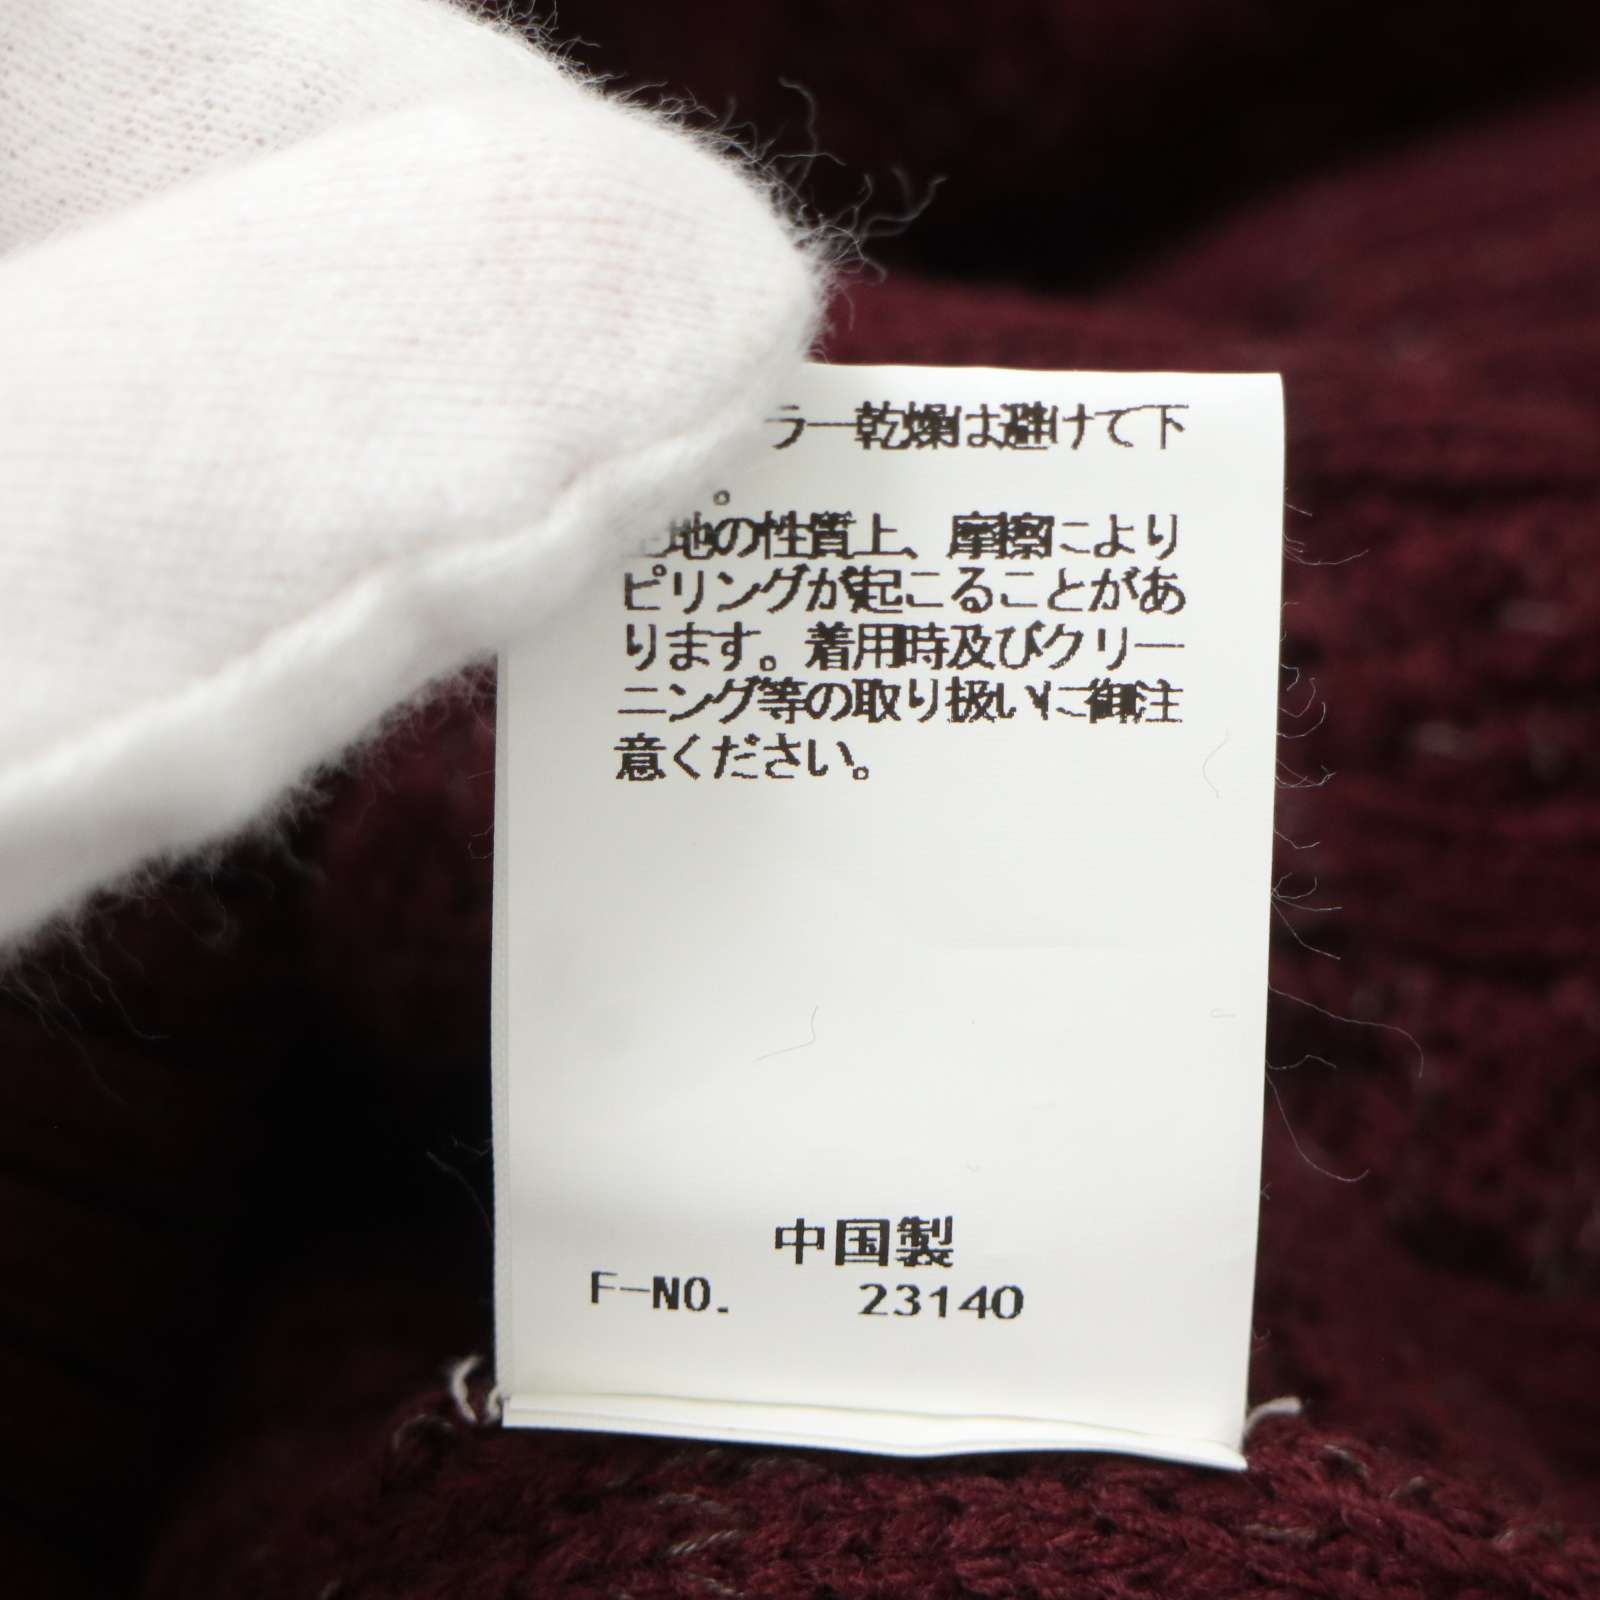 ラー乾燥は避けて下
。
地の性質上、摩擦により
ピリングが起こることがあ
ります。着用時及びクリー
ニング等の取り扱いに御注
意ください。
中国製
F-NO. 23140